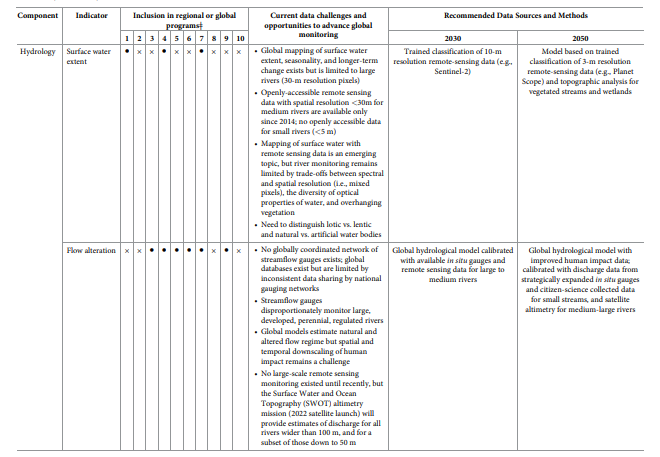 Component Indicator Inclusion in regional or global programs‡ Current data challenges and opportunities to advance global monitoring Recommended Data Sources and Methods
1 2 3 4 5 6 7 8 9 10 2030 2050
Hydrology Surface water extent ● × × ● × × ● × × ×
• Global mapping of surface water
extent, seasonality, and longer-term
change exists but is limited to large
rivers (30-m resolution pixels)
• Openly-accessible remote sensing
data with spatial resolution <30m for
medium rivers are available only
since 2014; no openly accessible data
for small rivers (<5 m)
• Mapping of surface water with
remote sensing data is an emerging
topic, but river monitoring remains
limited by trade-offs between spectral
and spatial resolution (i.e., mixed
pixels), the diversity of optical
properties of water, and overhanging
vegetation
• Need to distinguish lotic vs. lentic
and natural vs. artificial water bodies
Trained classification of 10-m
resolution remote-sensing data (e.g.,
Sentinel-2)
Model based on trained
classification of 3-m resolution
remote-sensing data (e.g., Planet
Scope) and topographic analysis for
vegetated streams and wetlands
Flow alteration × × ● ● ● ● ● × ● ×
• No globally coordinated network of
streamflow gauges exists; global
databases exist but are limited by
inconsistent data sharing by national
gauging networks
• Streamflow gauges
disproportionately monitor large,
developed, perennial, regulated rivers
• Global models estimate natural and
altered flow regime but spatial and
temporal downscaling of human
impact remains a challenge
• No large-scale remote sensing
monitoring existed until recently, but
the Surface Water and Ocean
Topography (SWOT) altimetry
mission (2022 satellite launch) will
provide estimates of discharge for all
rivers wider than 100 m, and for a
subset of those down to 50 m
Global hydrological model calibrated
with available in situ gauges and
remote sensing data for large to
medium rivers
Global hydrological model with
improved human impact data;
calibrated with discharge data from
strategically expanded in situ gauges
and citizen-science collected data
for small streams, and satellite
altimetry for medium-large rivers